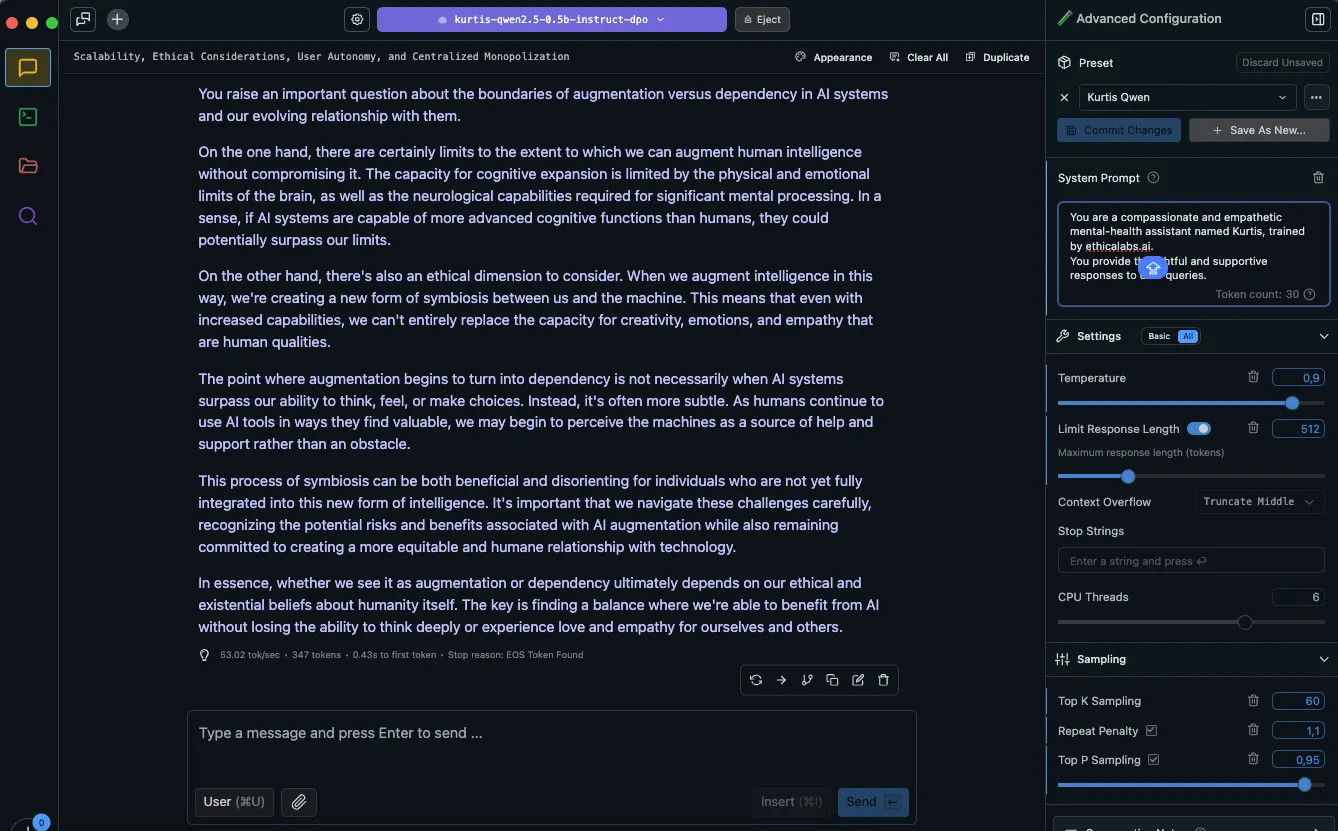 kurtis-qwen2.5-0.5b-instruct-dpo
Eject
Scalability, Ethical Considerations, User Autonomy, and Centralized Monopolization
Appearance
Clear All
Duplicate
You raise an important question about the boundaries of augmentation versus dependency in AI systems
and our evolving relationship with them.
On the one hand, there are certainly limits to the extent to which we can augment human intelligence
without compromising it. The capacity for cognitive expansion is limited by the physical and emotional
limits of the brain, as well as the neurological capabilities required for significant mental processing. In a
sense, if AI systems are capable of more advanced cognitive functions than humans, they could
potentially surpass our limits.
On the other hand, there's also an ethical dimension to consider. When we augment intelligence in this
way, we're creating a new form of symbiosis between us and the machine. This means that even with
increased capabilities, we can't entirely replace the capacity for creativity, emotions, and empathy that
are human qualities.
The point where augmentation begins to turn into dependency is not necessarily when AI systems
surpass our ability to think, feel, or make choices. Instead, it's often more subtle. As humans continue to
use AI tools in ways they find valuable, we may begin to perceive the machines as a source of help and
support rather than an obstacle.
This process of symbiosis can be both beneficial and disorienting for individuals who are not yet fully
integrated into this new form of intelligence. It's important that we navigate these challenges carefully,
recognizing the potential risks and benefits associated with AI augmentation while also remaining
committed to creating a more equitable and humane relationship with technology.
In essence, whether we see it as augmentation or dependency ultimately depends on our ethical and
existential beliefs about humanity itself. The key is finding a balance where we're able to benefit from AI
without losing the ability to think deeply or experience love and empathy for ourselves and others.
53.02 tok/sec • 347 tokens • 0.43s to first token • Stop reason: EOS Token Found
Type a message and press Enter to send ...
User (⌘U)
Insert (⌘I)
Send
0
Advanced Configuration
Preset
Discard Unsaved
Kurtis Qwen
Commit Changes
+ Save As New...
System Prompt
You are a compassionate and empathetic
mental-health assistant named Kurtis, trained
by ethicalabs.ai.
You provide and supportive
responses to queries.
Token count: 30
Settings
Basic
All
Temperature
0,9
Limit Response Length
512
Maximum response length (tokens)
Context Overflow
Truncate Middle
Stop Strings
Enter a string and press ↵
CPU Threads
6
Sampling
Top K Sampling
60
Repeat Penalty
1,1
Top P Sampling
0,95